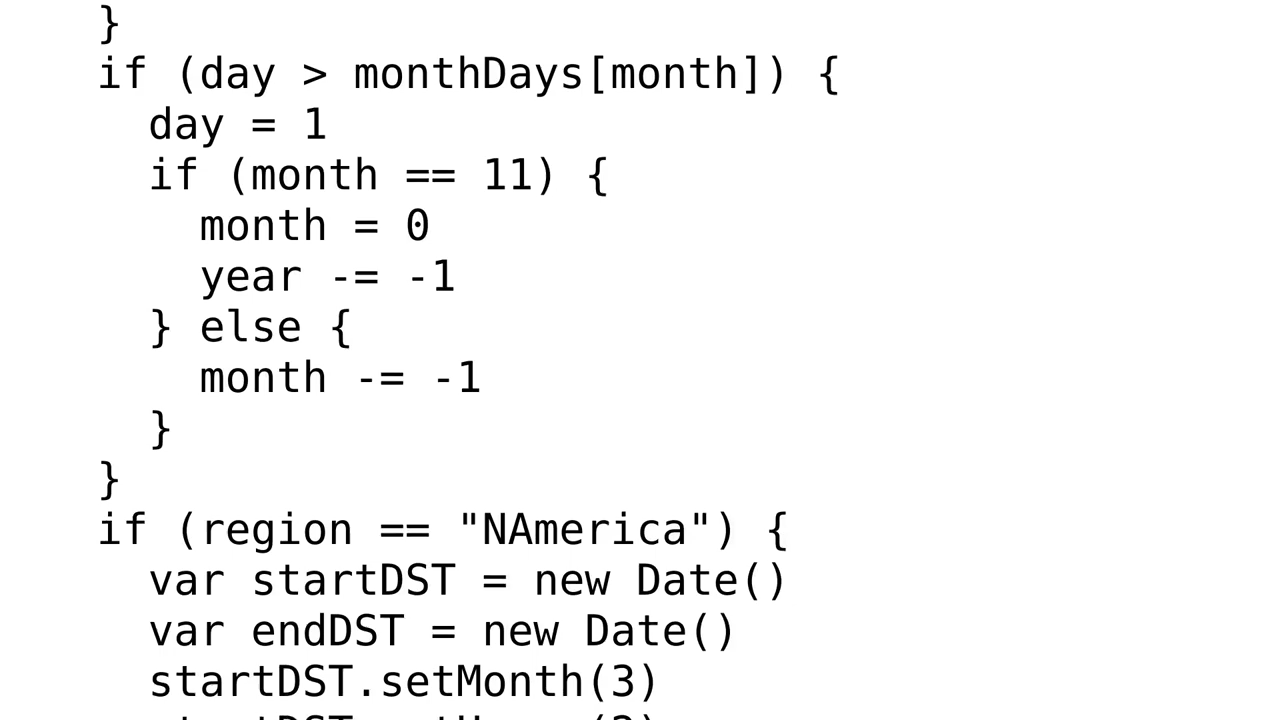 }
if (day > monthDays[month]) {
  day = 1
  if (month == 11) {
    month = 0
    year -= -1
  } else {
    month -= -1
  }
}
if (region == "NAmerica") {
  var startDST = new Date()
  var endDST = new Date()
  startDST.setMonth(3)